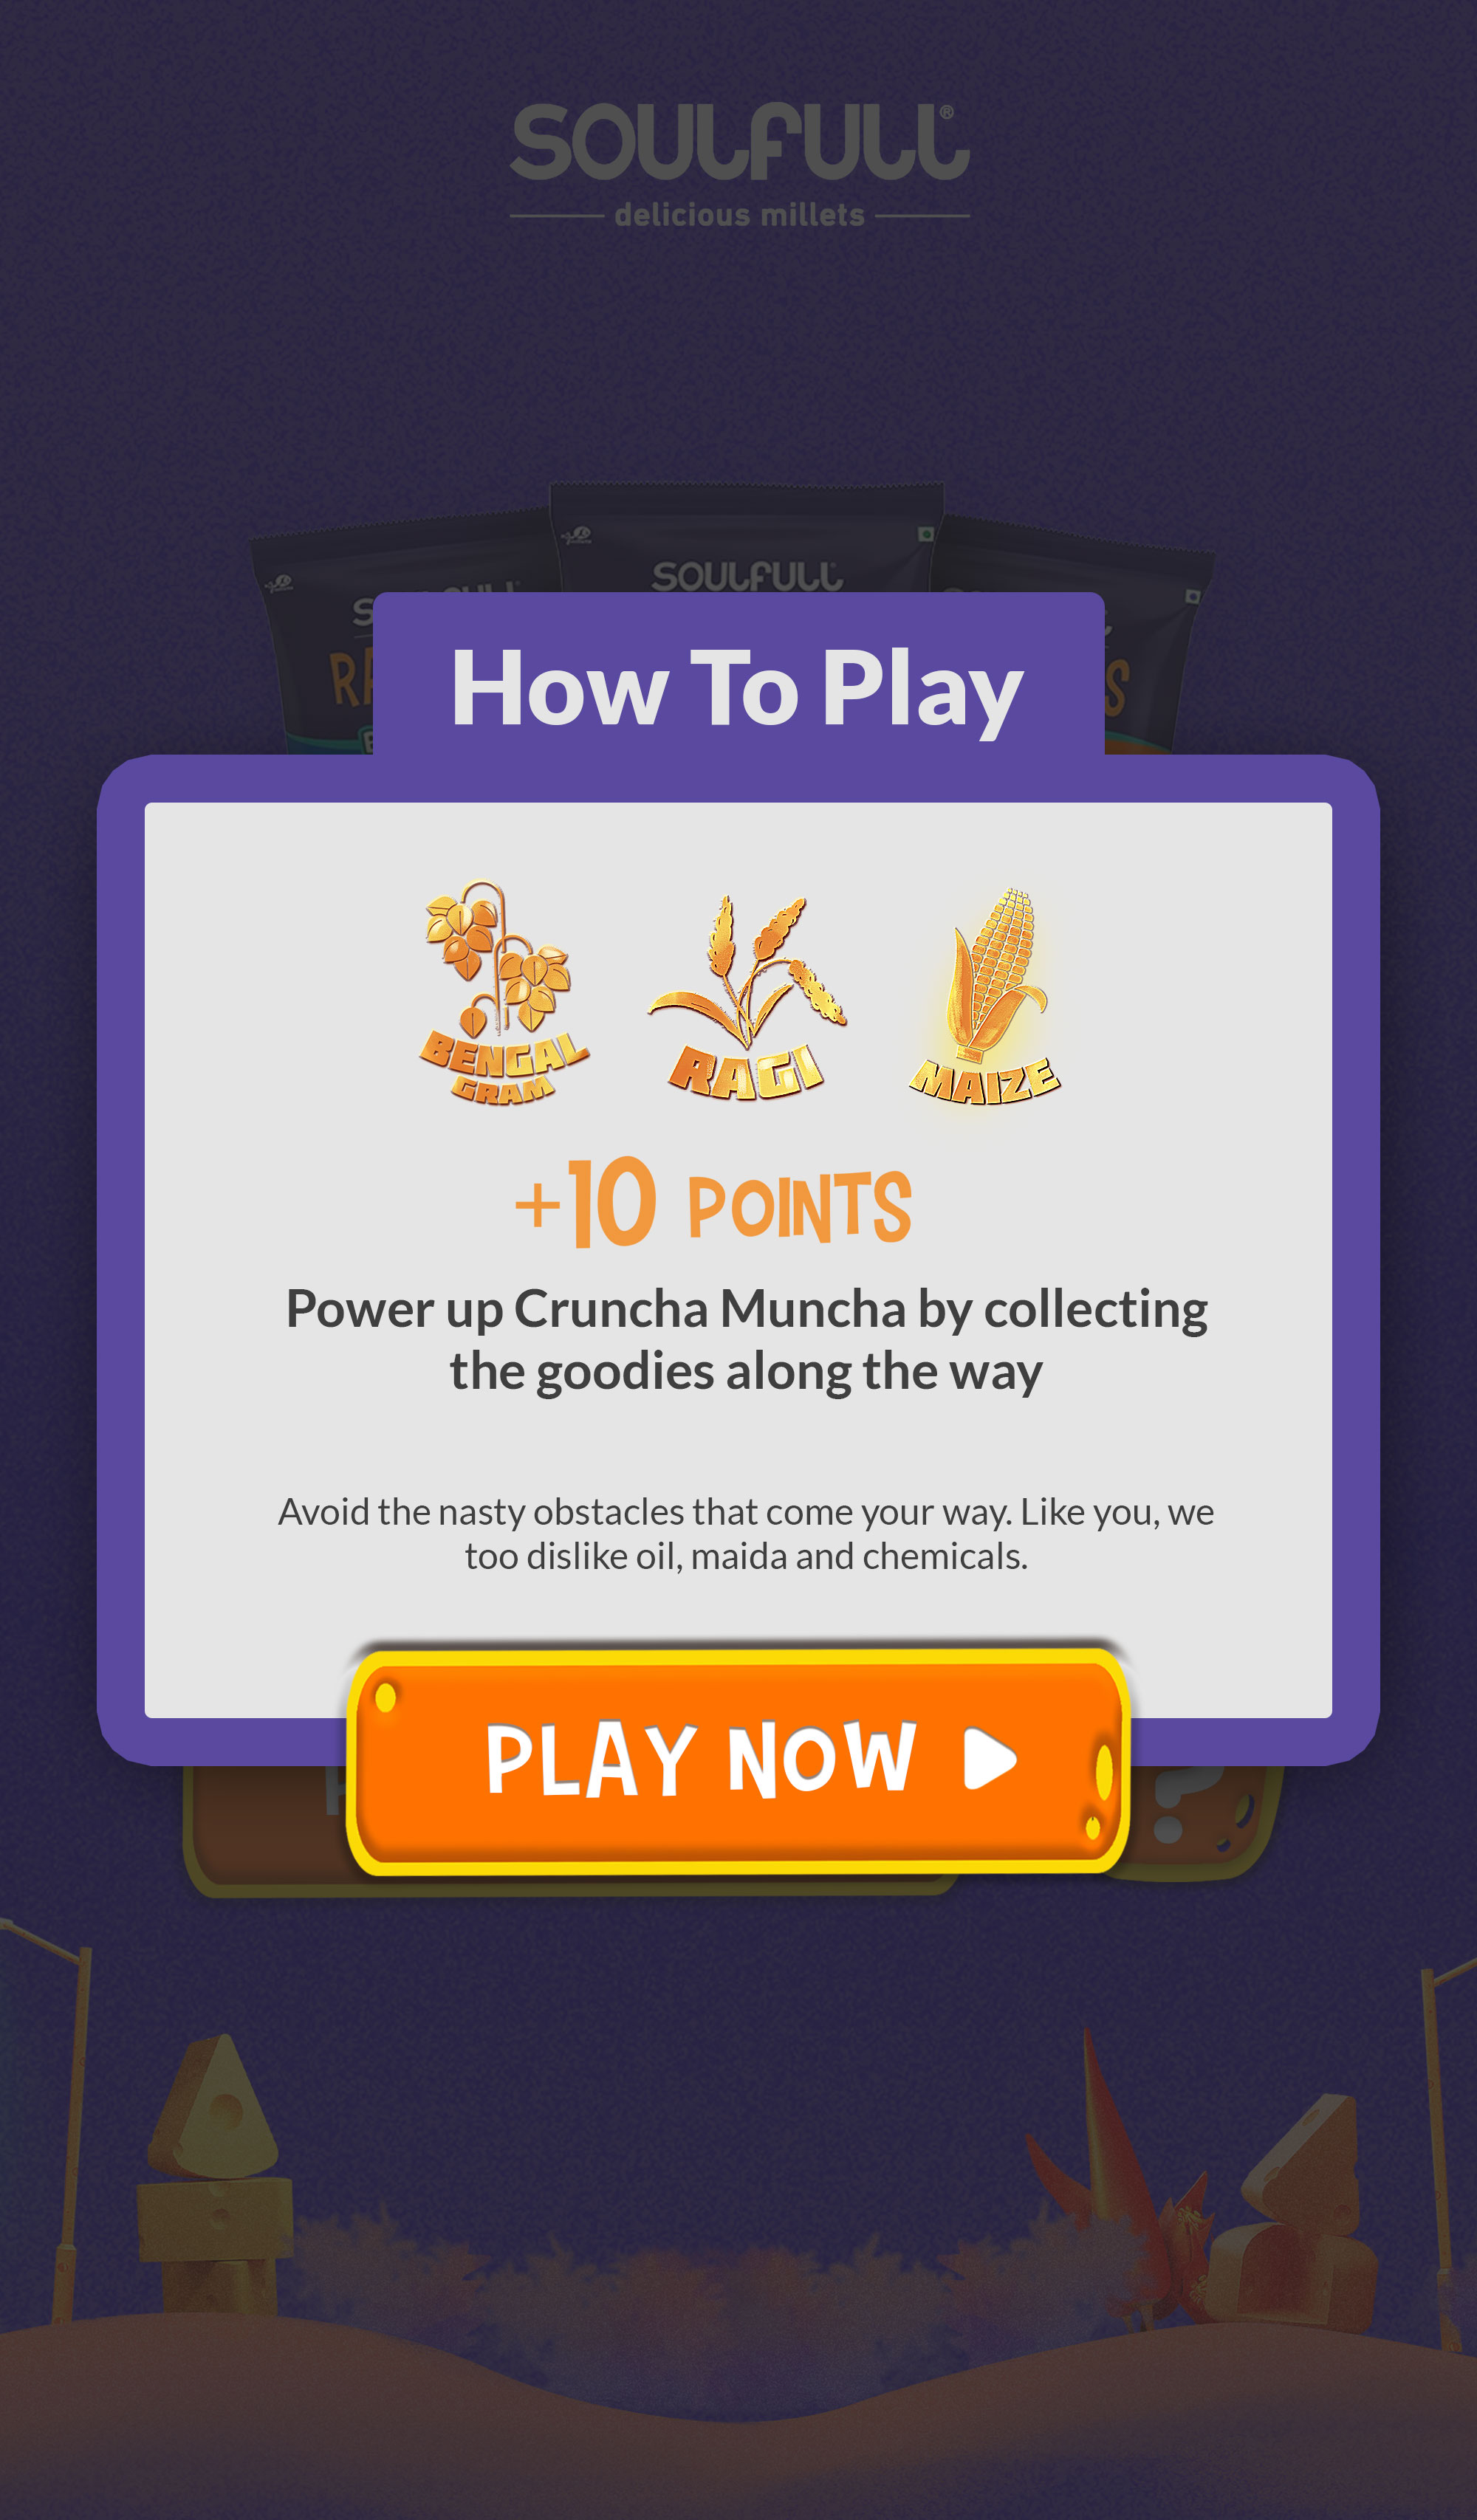 SOULFULL®
delicious millets
SOULFULL
How To Play
BENGAL
GRAM
RAGI
MAIZE
+10 POINTS
Power up Cruncha Muncha by collecting
the goodies along the way
Avoid the nasty obstacles that come your way. Like you, we
too dislike oil, maida and chemicals.
PLAY NOW
?